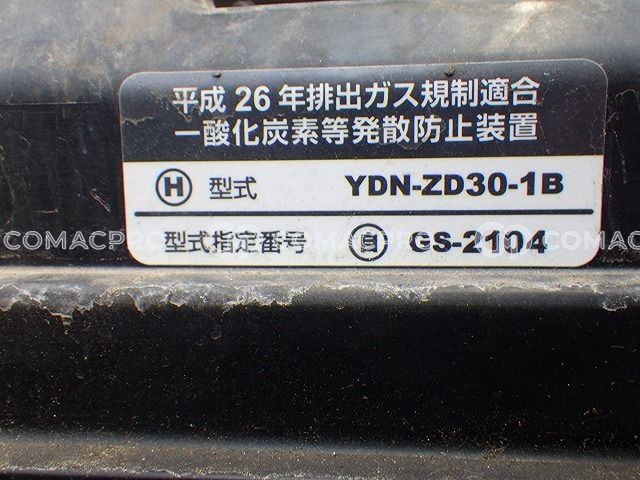 平成 26 年排出ガス規制適合
一酸化炭素等発散防止装置
Ⓗ 型式 YDN-ZD30-1B
型式指定番号 ㊐ GS-2104
COMACPRO COMACPRO COMACPRO